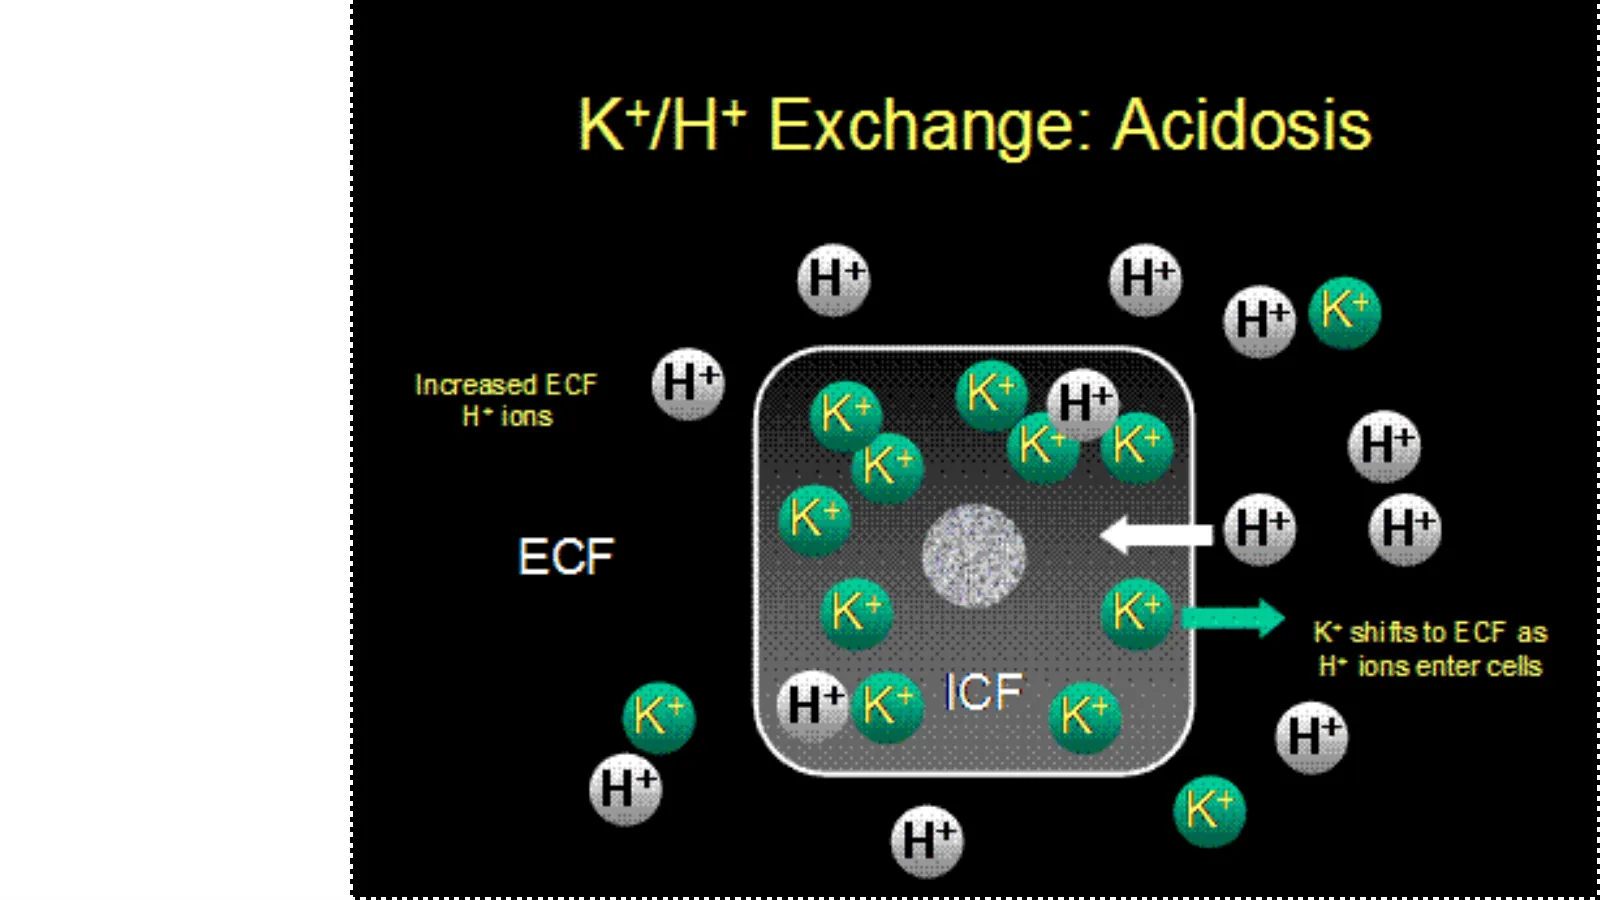 K⁺/H⁺ Exchange: Acidosis
H⁺
H⁺
H⁺ K⁺
Increased ECF
H⁺ ions
H⁺
K⁺
K⁺
H⁺
K⁺
K⁺
K⁺
H⁺
K⁺
ECF
H⁺
H⁺
K⁺
K⁺
K⁺ shifts to ECF as
H⁺ ions enter cells
H⁺
K⁺
ICF
K⁺
K⁺
H⁺
H⁺
K⁺
H⁺